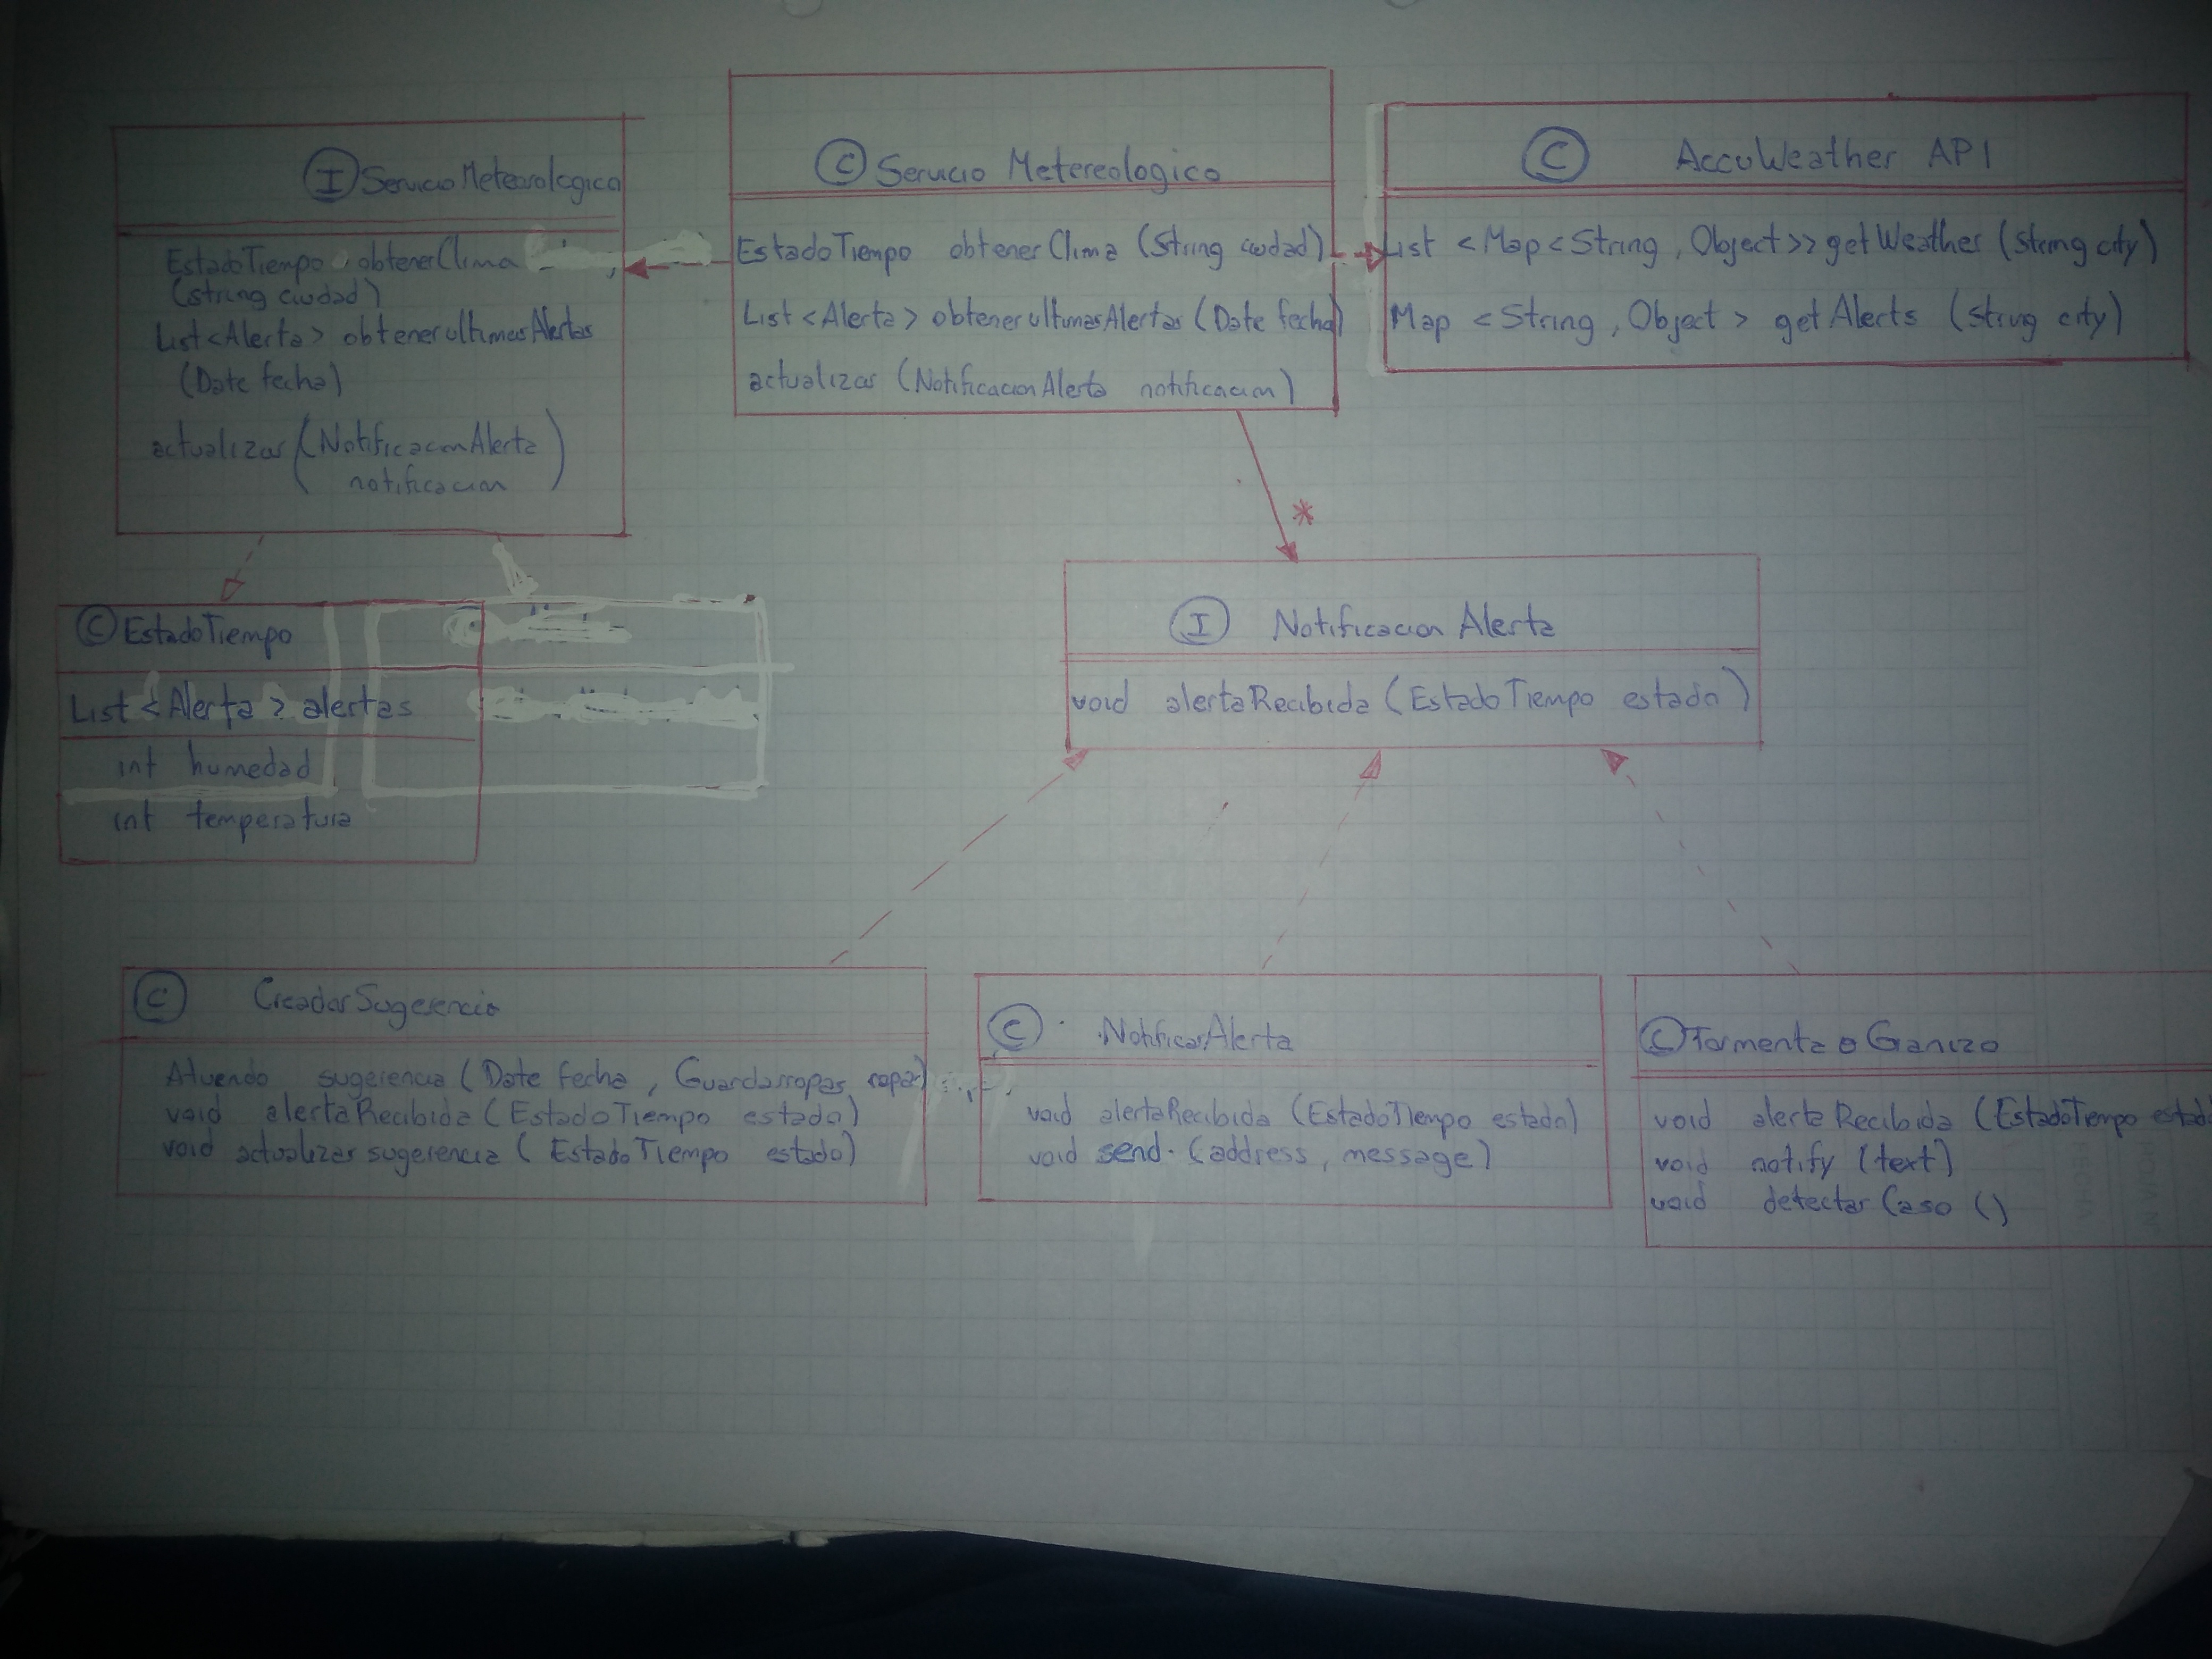 I ServicioMeteorologico
EstadoTiempo obtenerClima
(string ciudad)
List<Alerta> obtenerultimasAlertas
(Date fecha)
actualizar (NotificacionAlerta
notificacion)
C Servicio Metereologico
EstadoTiempo obtenerClima (String ciudad)
List <Alerta> obtenerultimasAlertas (Date fecha)
actualizar (NotificacionAlerta notificacion)
C AccuWeather API
List <Map<String, Object>> getWeather (string city)
Map <String, Object> getAlerts (string city)
*
C EstadoTiempo
List <Alerta> alertas
int humedad
int temperatura
I Notificacion Alerta
void alertaRecibida (EstadoTiempo estado)
C CreadorSugerencia
Atuendo sugerencia (Date fecha, Guardarropas ropa)
void alertaRecibida (EstadoTiempo estado)
void actualizar sugerencia (EstadoTiempo estado)
C NotificarAlerta
void alertaRecibida (EstadoTiempo estado)
void send (address, message)
C Tormenta o Granizo
void alertaRecibida (EstadoTiempo estad
void notify (text)
void detectar Caso ()